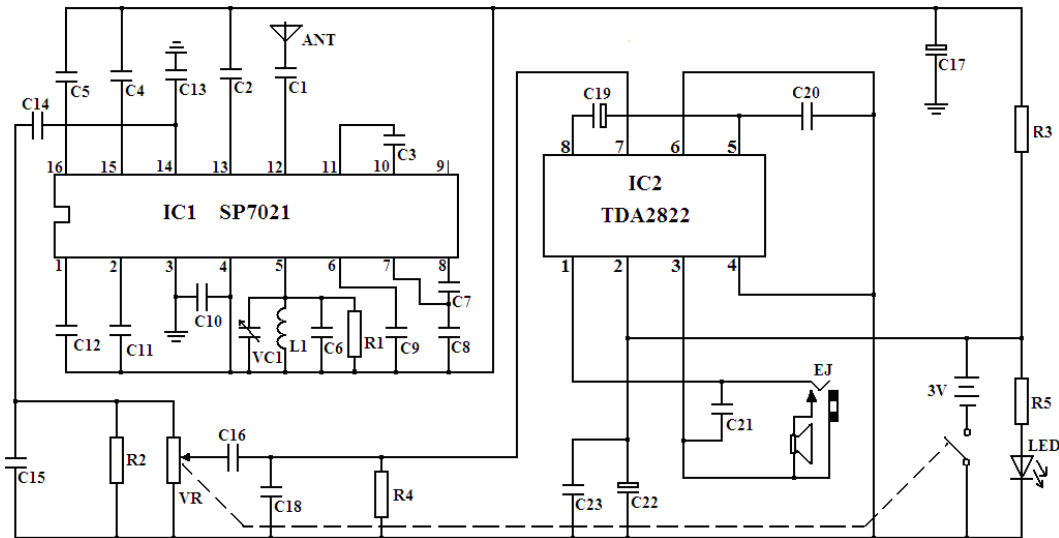 ANT
C5
C4
C13
C2
C1
C17
C14
C19
C20
C3
R3
16
15
14
13
12
11
10
9
8
7
6
5
IC1 SP7021
IC2
TDA2822
1
2
3
4
5
6
7
8
1
2
3
4
C7
C10
C12
C11
VC1
L1
C6
R1
C9
C8
EJ
3V
R5
C21
C16
LED
C15
R2
VR
C18
R4
C23
C22